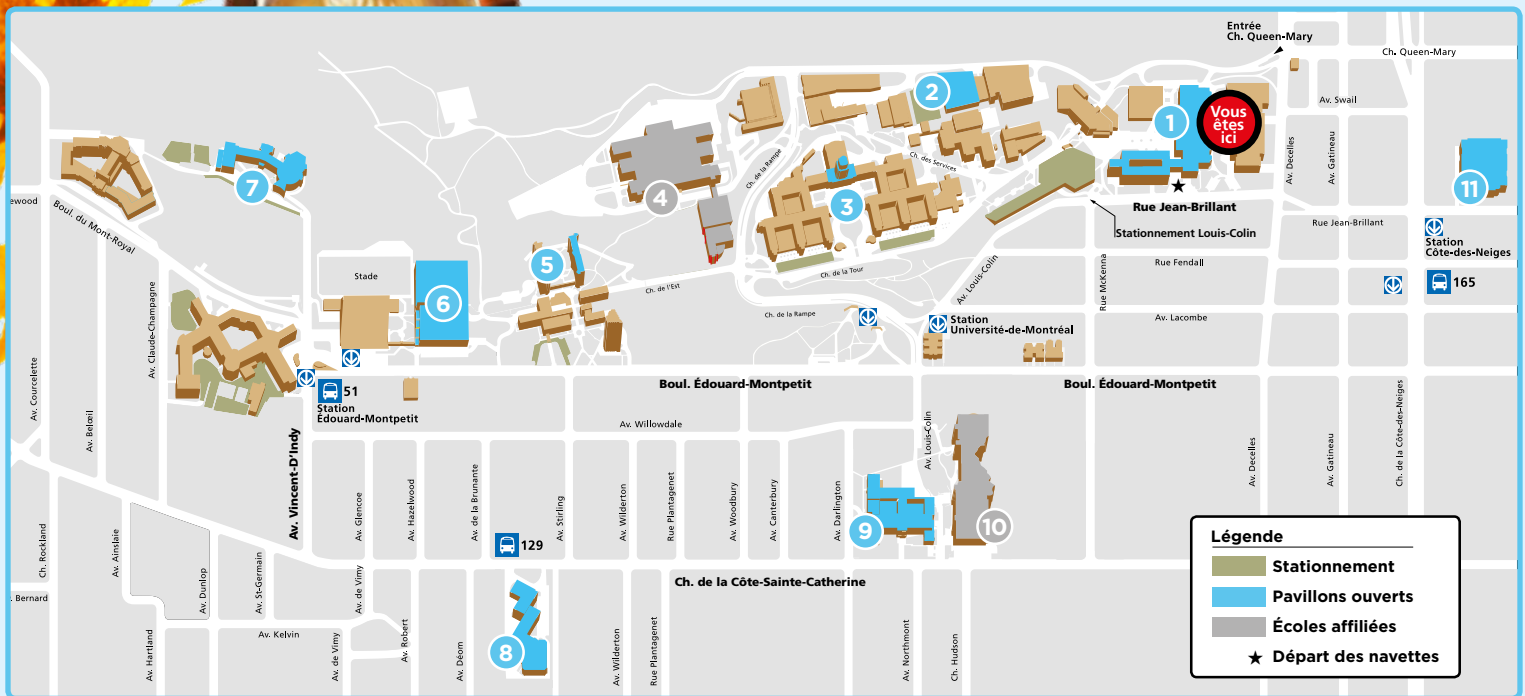 Entrée
Ch. Queen-Mary
Ch. Queen-Mary
Av. Swail
2
1
Vous
êtes
ici
Av. Decelles
Av. Gatineau
11
Ch. de la Rampe
Ch. des Services
7
4
3
Rue Jean-Brillant
Stationnement Louis-Colin
Rue Jean-Brillant
Station
Côte-des-Neiges
ewood
Boul. du Mont-Royal
5
Stade
6
Ch. de l'Est
Ch. de la Tour
Av. Louis-Colin
Rue McKenna
Rue Fendall
165
Ch. de la Rampe
Station
Université-de-Montréal
Av. Lacombe
Av. Courcelette
Av. Claude-Champagne
51
Station
Édouard-Montpetit
Boul. Édouard-Montpetit
Boul. Édouard-Montpetit
Av. Belœil
Av. Vincent-D'Indy
Av. Willowdale
Av. Louis-Colin
Av. Decelles
Av. Gatineau
Ch. de la Côte-des-Neiges
Av. Glencoe
Av. Hazelwood
Av. de la Brunante
Av. Stirling
Av. Wilderton
Rue Plantagenet
Av. Woodbury
Av. Canterbury
Av. Darlington
9
10
129
Ch. Rockland
Av. Ainslaie
Av. Dunlop
Av. St-Germain
Av. de Vimy
Ch. de la Côte-Sainte-Catherine
. Bernard
Av. Kelvin
Av. Hartland
Av. de Vimy
Av. Robert
Av. Déom
8
Av. Wilderton
Rue Plantagenet
Av. Northmont
Ch. Hudson
Légende
Stationnement
Pavillons ouverts
Écoles affiliées
★ Départ des navettes